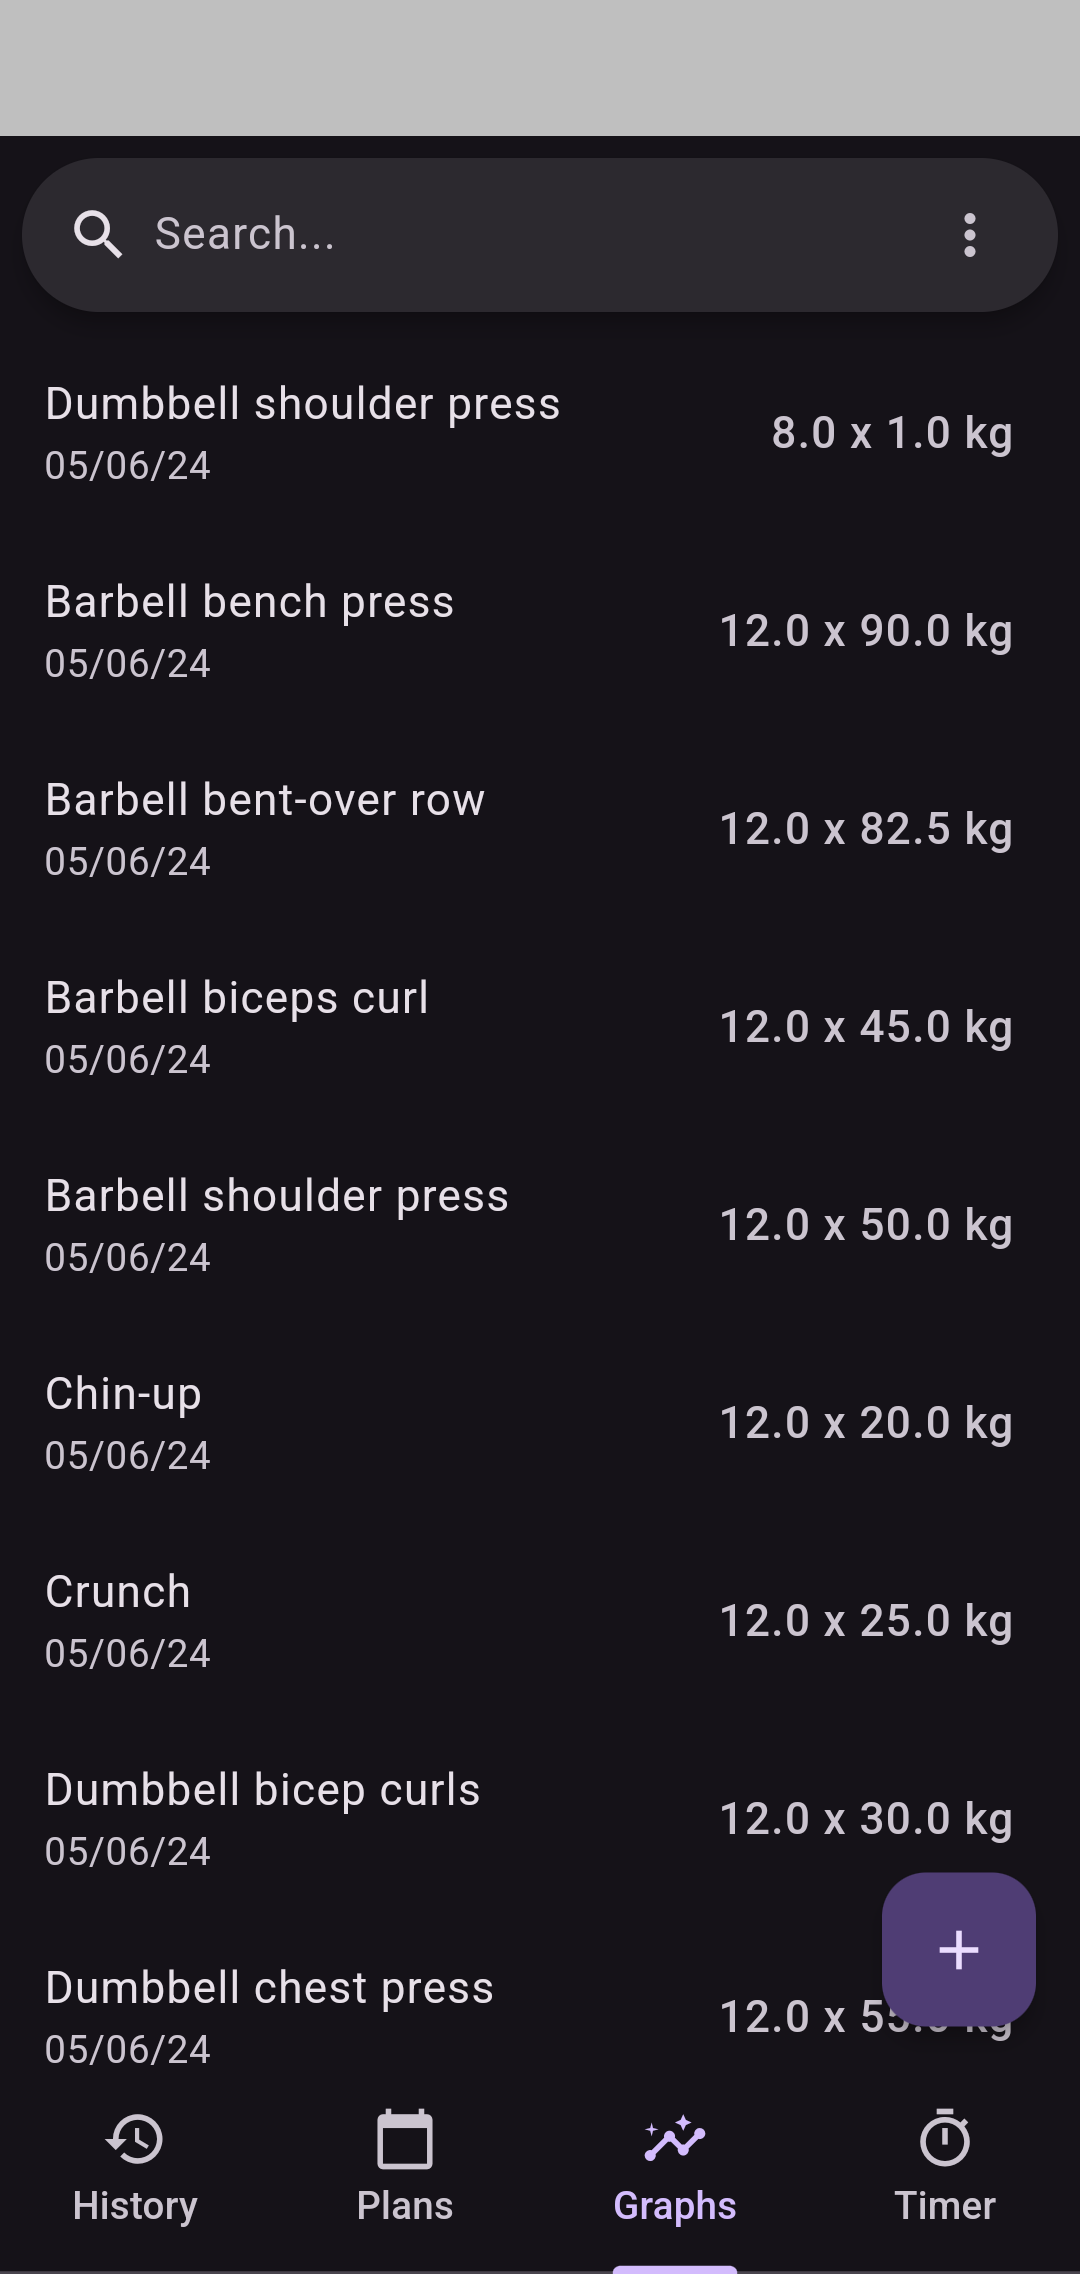 Search...
Dumbbell shoulder press
8.0 x 1.0 kg
05/06/24
Barbell bench press
12.0 x 90.0 kg
05/06/24
Barbell bent-over row
12.0 x 82.5 kg
05/06/24
Barbell biceps curl
12.0 x 45.0 kg
05/06/24
Barbell shoulder press
12.0 x 50.0 kg
05/06/24
Chin-up
12.0 x 20.0 kg
05/06/24
Crunch
12.0 x 25.0 kg
05/06/24
Dumbbell bicep curls
12.0 x 30.0 kg
05/06/24
Dumbbell chest press
12.0 x kg
05/06/24
History
Plans
Graphs
Timer